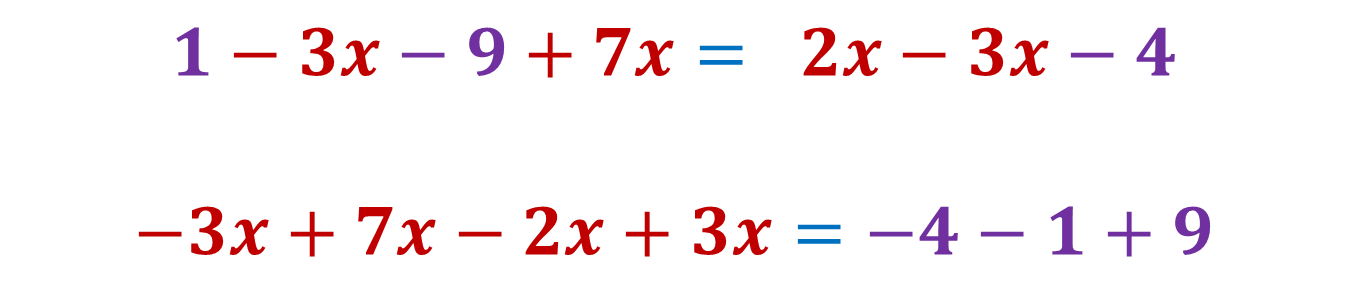 1 − 3x − 9 + 7x = 2x − 3x − 4
−3x + 7x − 2x + 3x = −4 − 1 + 9